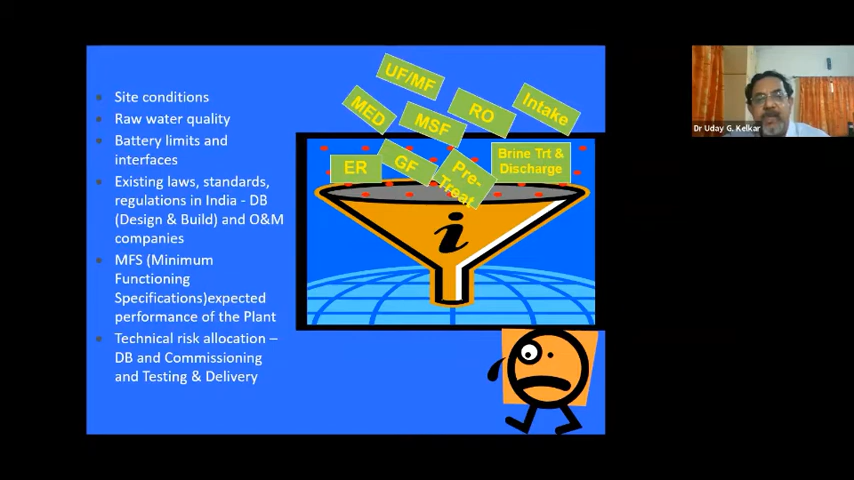 Site conditions
Raw water quality
Battery limits and
interfaces
Existing laws, standards,
regulations in India - DB
(Design & Build) and O&M
companies
MFS (Minimum
Functioning
Specifications)expected
performance of the Plant
Technical risk allocation –
DB and Commissioning
and Testing & Delivery
UF/MF
MED
MSF
RO
Intake
ER
GF
Pre-
Treat
Brine Trt &
Discharge
i
Dr Uday G. Kelkar